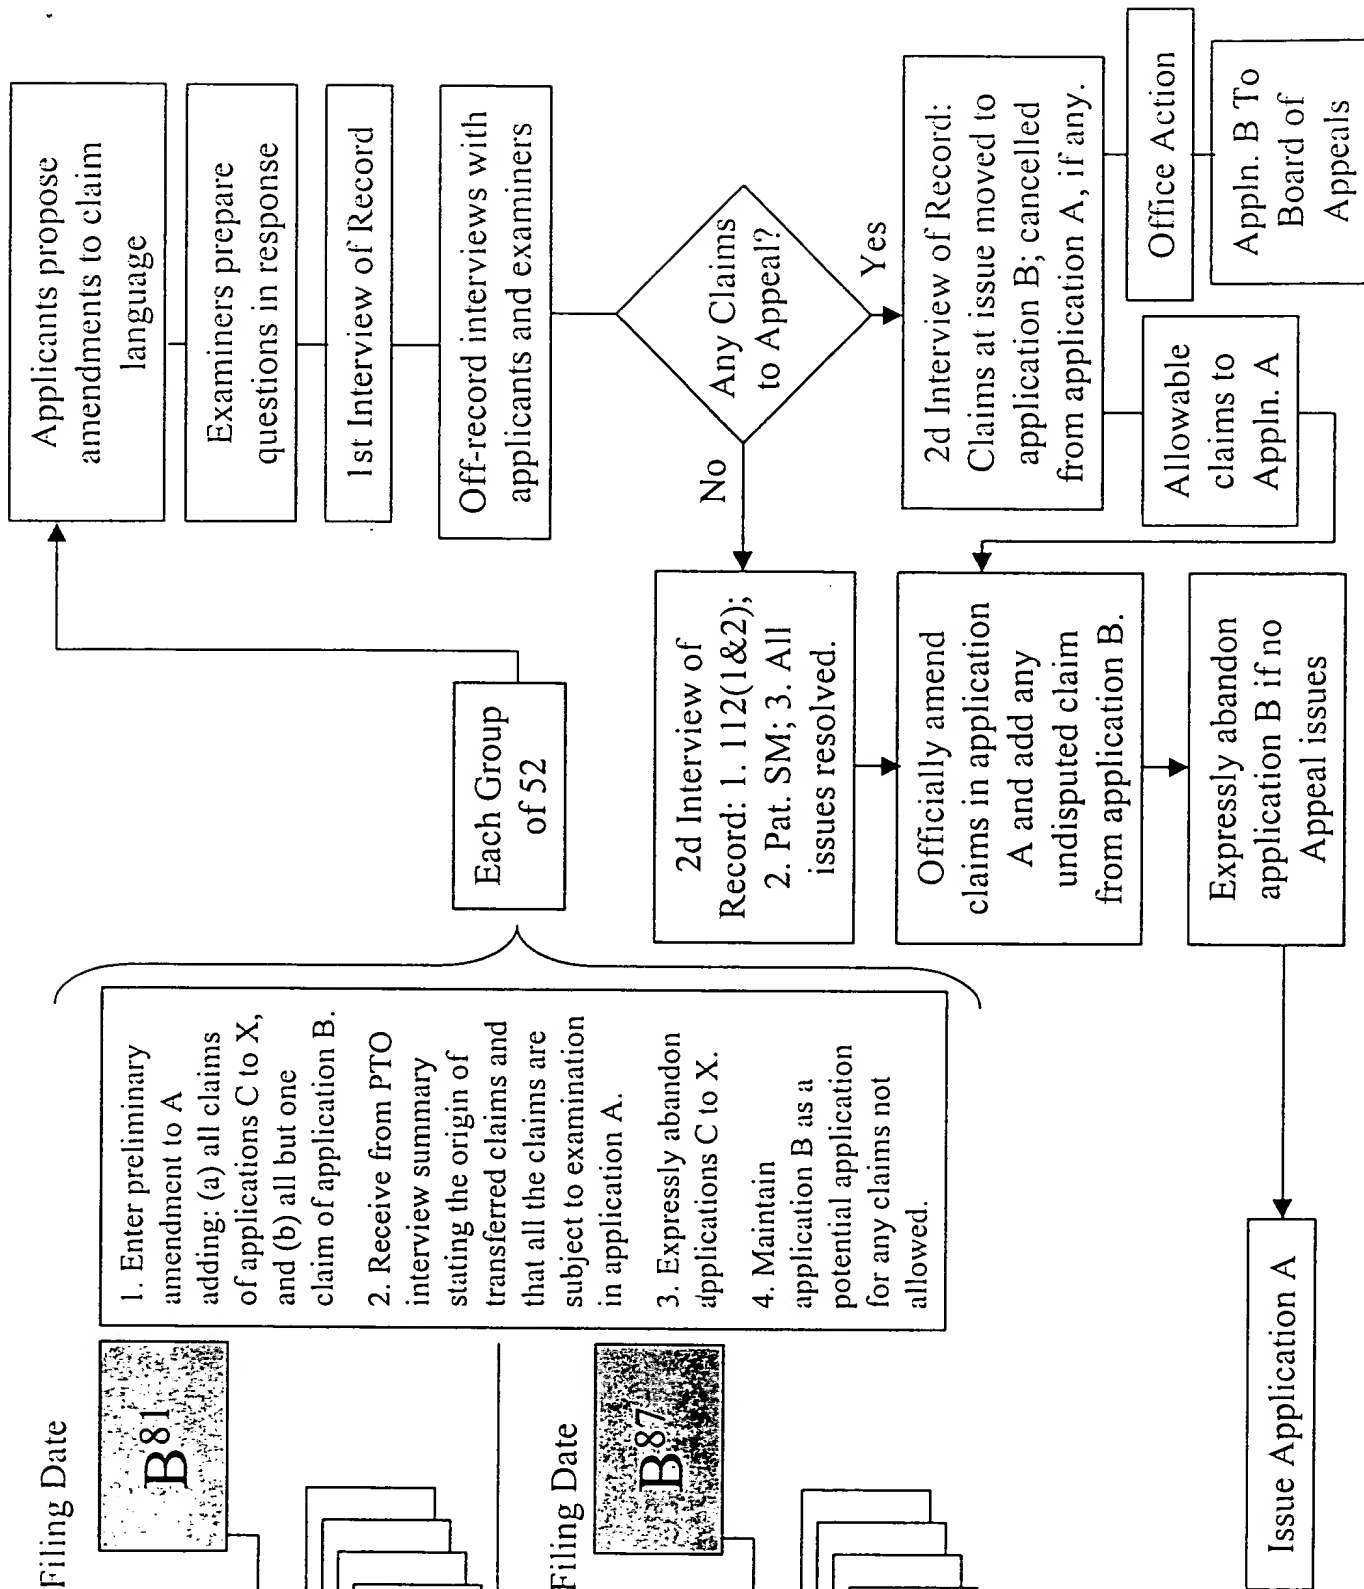 Filing Date
B81
Filing Date
B87
1. Enter preliminary
amendment to A
adding: (a) all claims
of applications C to X,
and (b) all but one
claim of application B.
2. Receive from PTO
interview summary
stating the origin of
transferred claims and
that all the claims are
subject to examination
in application A.
3. Expressly abandon
applications C to X.
4. Maintain
application B as a
potential application
for any claims not
allowed.
Each Group
of 52
Applicants propose
amendments to claim
language
Examiners prepare
questions in response
1st Interview of Record
Off-record interviews with
applicants and examiners
Any Claims
to Appeal?
No
Yes
2d Interview of
Record: 1. 112(1&2);
2. Pat. SM; 3. All
issues resolved.
2d Interview of Record:
Claims at issue moved to
application B; cancelled
from application A, if any.
Allowable
claims to
Appln. A
Office Action
Appln. B To
Board of
Appeals
Officially amend
claims in application
A and add any
undisputed claim
from application B.
Expressly abandon
application B if no
Appeal issues
Issue Application A